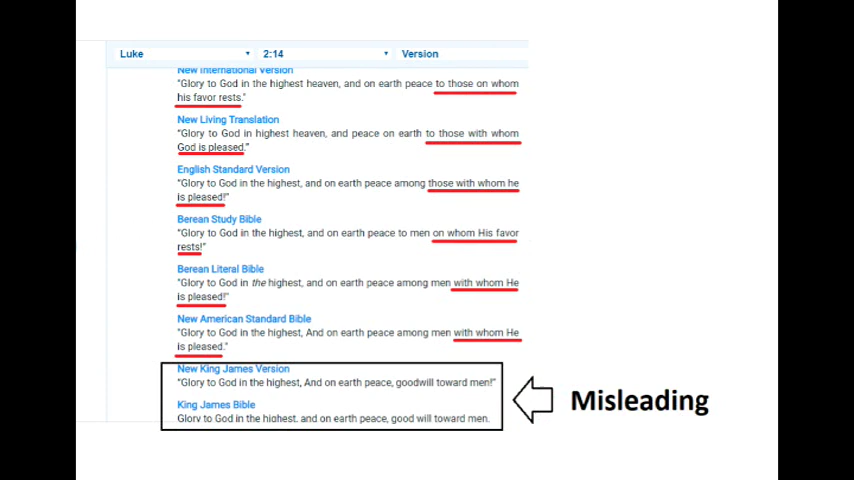 Luke 2:14 Version
New International Version
"Glory to God in the highest heaven, and on earth peace to those on whom
his favor rests."
New Living Translation
"Glory to God in highest heaven, and peace on earth to those with whom
God is pleased."
English Standard Version
"Glory to God in the highest, and on earth peace among those with whom he
is pleased!"
Berean Study Bible
"Glory to God in the highest, and on earth peace to men on whom His favor
rests!"
Berean Literal Bible
"Glory to God in the highest, and on earth peace among men with whom He
is pleased!"
New American Standard Bible
"Glory to God in the highest, And on earth peace among men with whom He
is pleased."
New King James Version
"Glory to God in the highest, And on earth peace, goodwill toward men!"
King James Bible
Glory to God in the highest, and on earth peace, good will toward men.
Misleading